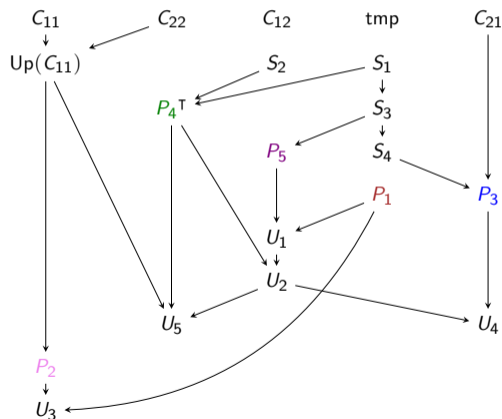 C₁₁ C₂₂ C₁₂ tmp C₂₁
Up(C₁₁) S₂ S₁
P₄ᵀ S₃
P₅ S₄
P₁ P₃
U₁
U₂
U₅ U₄
P₂
U₃